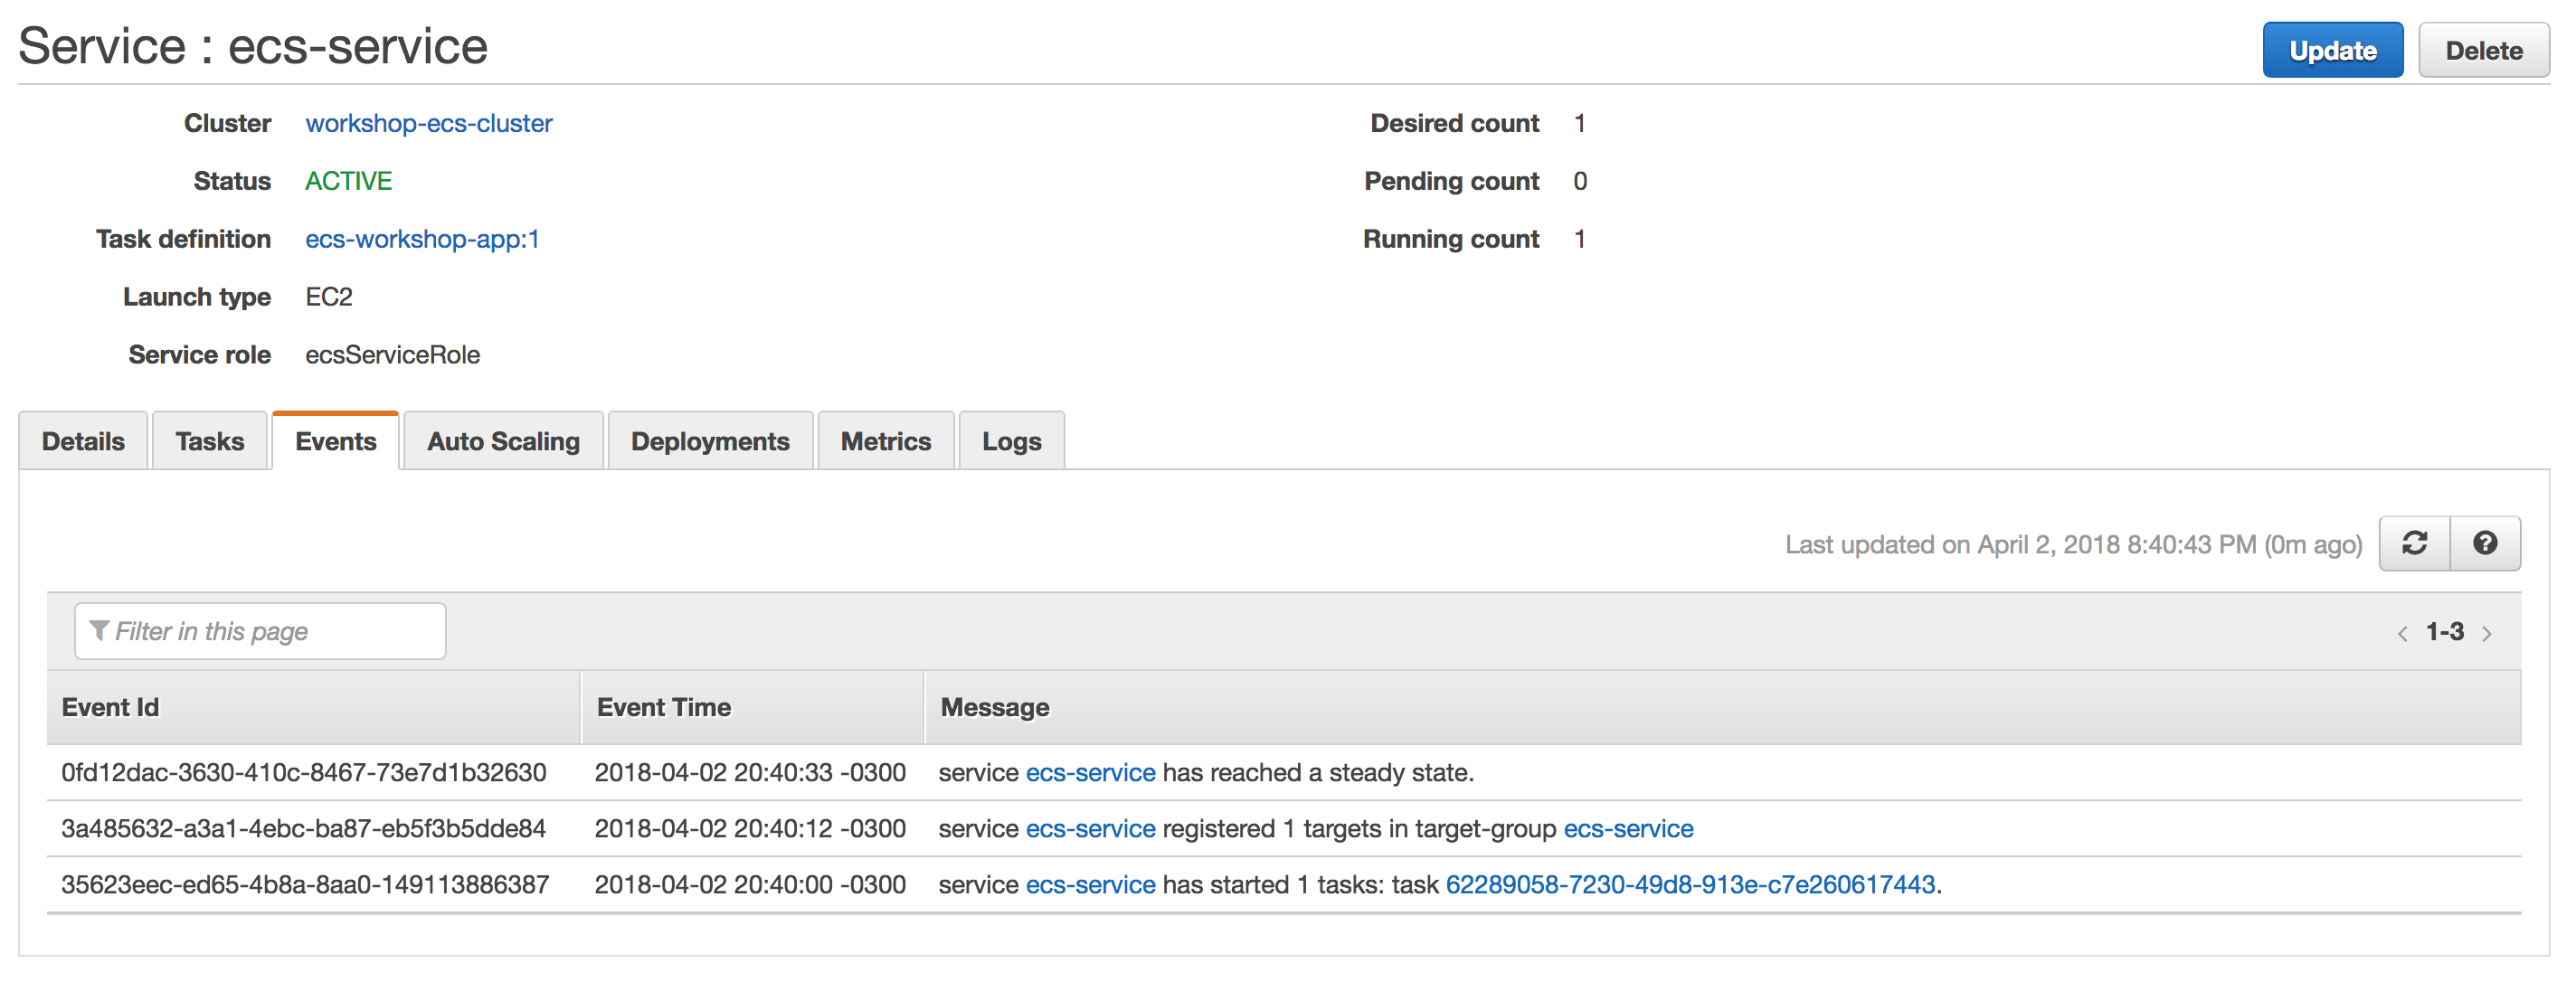 Service : ecs-service
Update Delete
Cluster workshop-ecs-cluster Desired count 1
Status ACTIVE Pending count 0
Task definition ecs-workshop-app:1 Running count 1
Launch type EC2
Service role ecsServiceRole
Details Tasks Events Auto Scaling Deployments Metrics Logs
Last updated on April 2, 2018 8:40:43 PM (0m ago)
Filter in this page
1-3
Event Id Event Time Message
0fd12dac-3630-410c-8467-73e7d1b32630 2018-04-02 20:40:33 -0300 service ecs-service has reached a steady state.
3a485632-a3a1-4ebc-ba87-eb5f3b5dde84 2018-04-02 20:40:12 -0300 service ecs-service registered 1 targets in target-group ecs-service
35623eec-ed65-4b8a-8aa0-149113886387 2018-04-02 20:40:00 -0300 service ecs-service has started 1 tasks: task 62289058-7230-49d8-913e-c7e260617443.